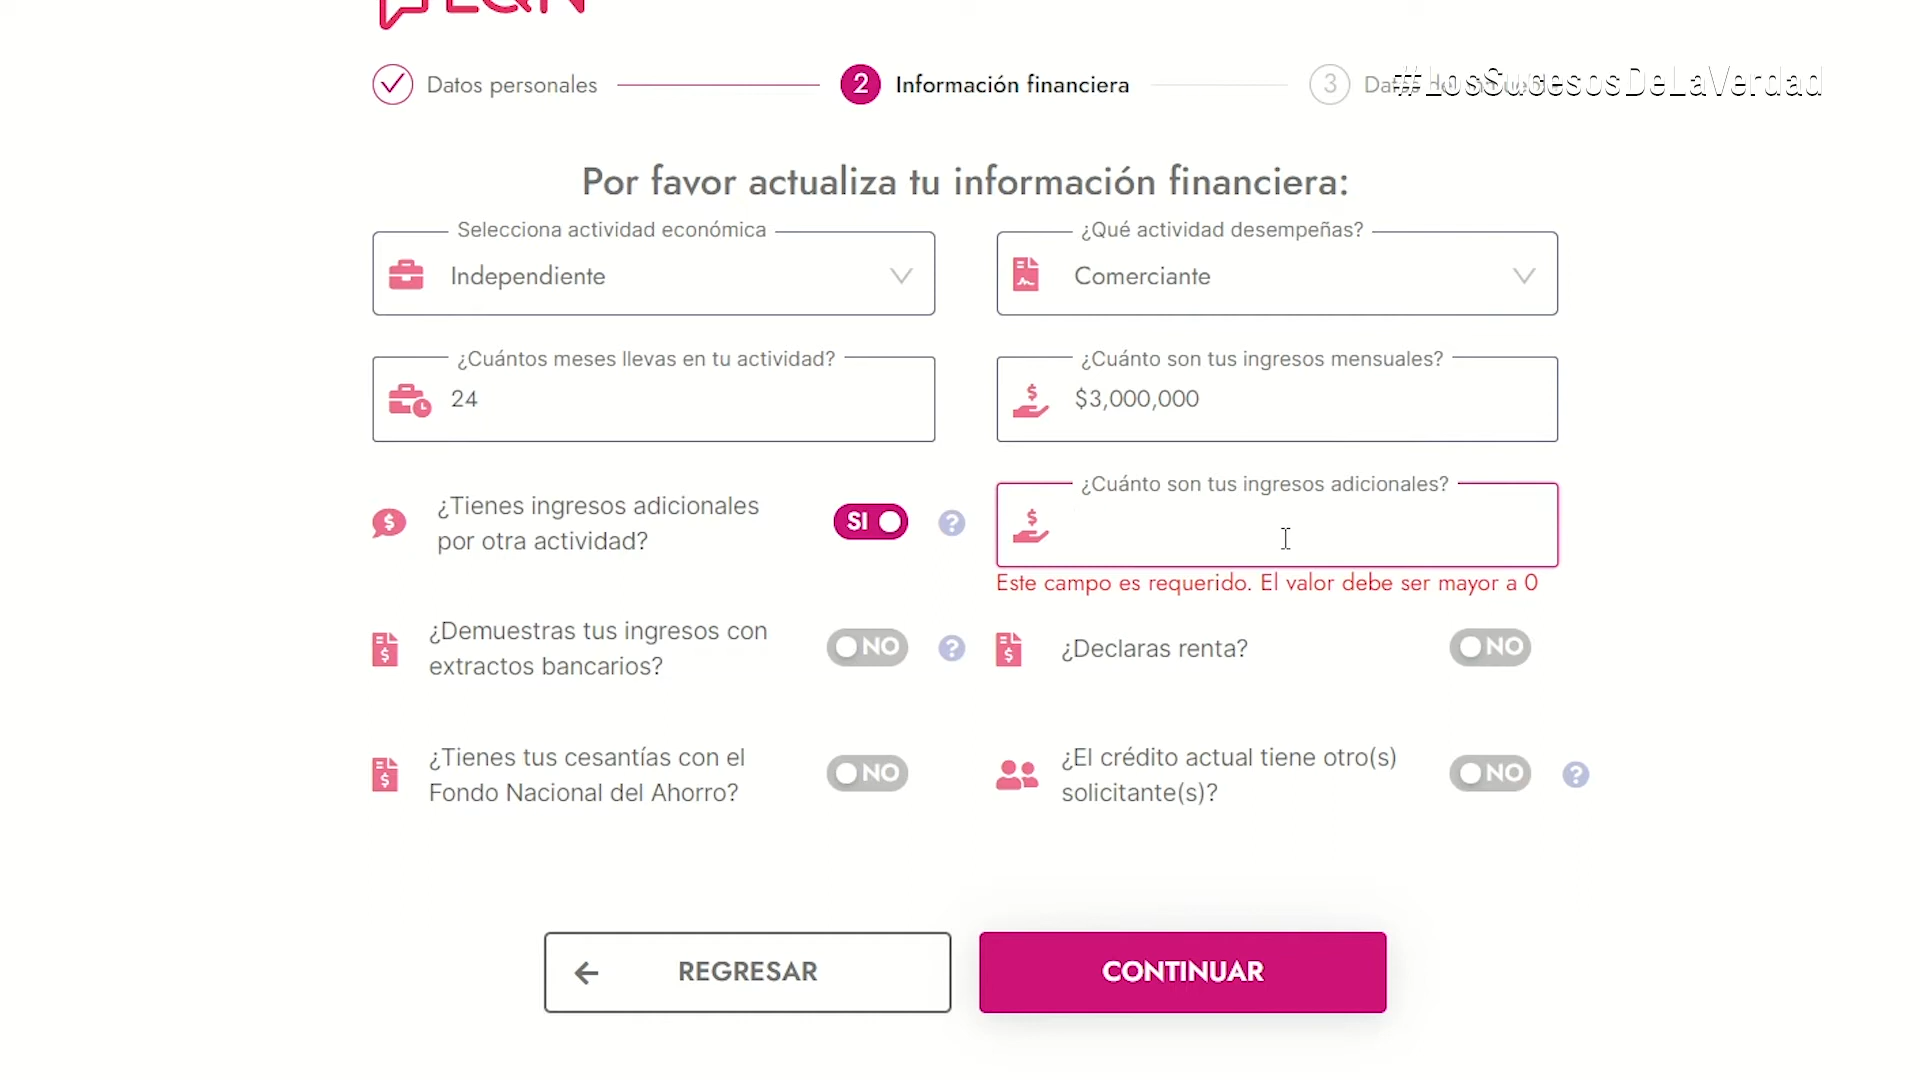 Datos personales
2
Información financiera
3
#LosSucesosDeLaVerdad
Por favor actualiza tu información financiera:
Selecciona actividad económica
Independiente
¿Qué actividad desempeñas?
Comerciante
¿Cuántos meses llevas en tu actividad?
24
¿Cuánto son tus ingresos mensuales?
$3,000,000
¿Tienes ingresos adicionales
por otra actividad?
SI
?
¿Cuánto son tus ingresos adicionales?
Este campo es requerido. El valor debe ser mayor a 0
¿Demuestras tus ingresos con
extractos bancarios?
NO
?
¿Declaras renta?
NO
¿Tienes tus cesantías con el
Fondo Nacional del Ahorro?
NO
¿El crédito actual tiene otro(s)
solicitante(s)?
NO
?
REGRESAR
CONTINUAR